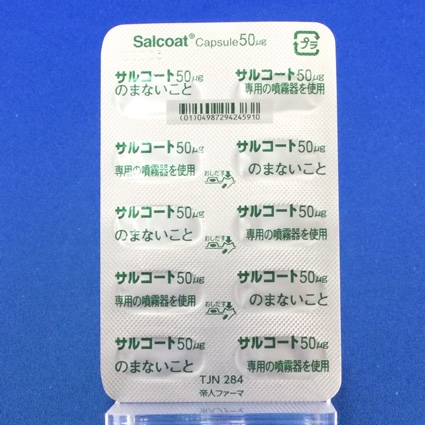 Salcoat® Capsule 50μg
プラ
サルコート50μg
のまないこと
サルコート50μg
専用の噴霧器を使用
(01)04987294245910
サルコート50μg
専用の噴霧器を使用
おしだす
サルコート50μg
のまないこと
サルコート50μg
のまないこと
おしだす
サルコート50μg
専用の噴霧器を使用
サルコート50μg
専用の噴霧器を使用
おしだす
サルコート50μg
のまないこと
サルコート50μg
のまないこと
サルコート50μg
専用の噴霧器を使用
TJN 284
帝人ファーマ